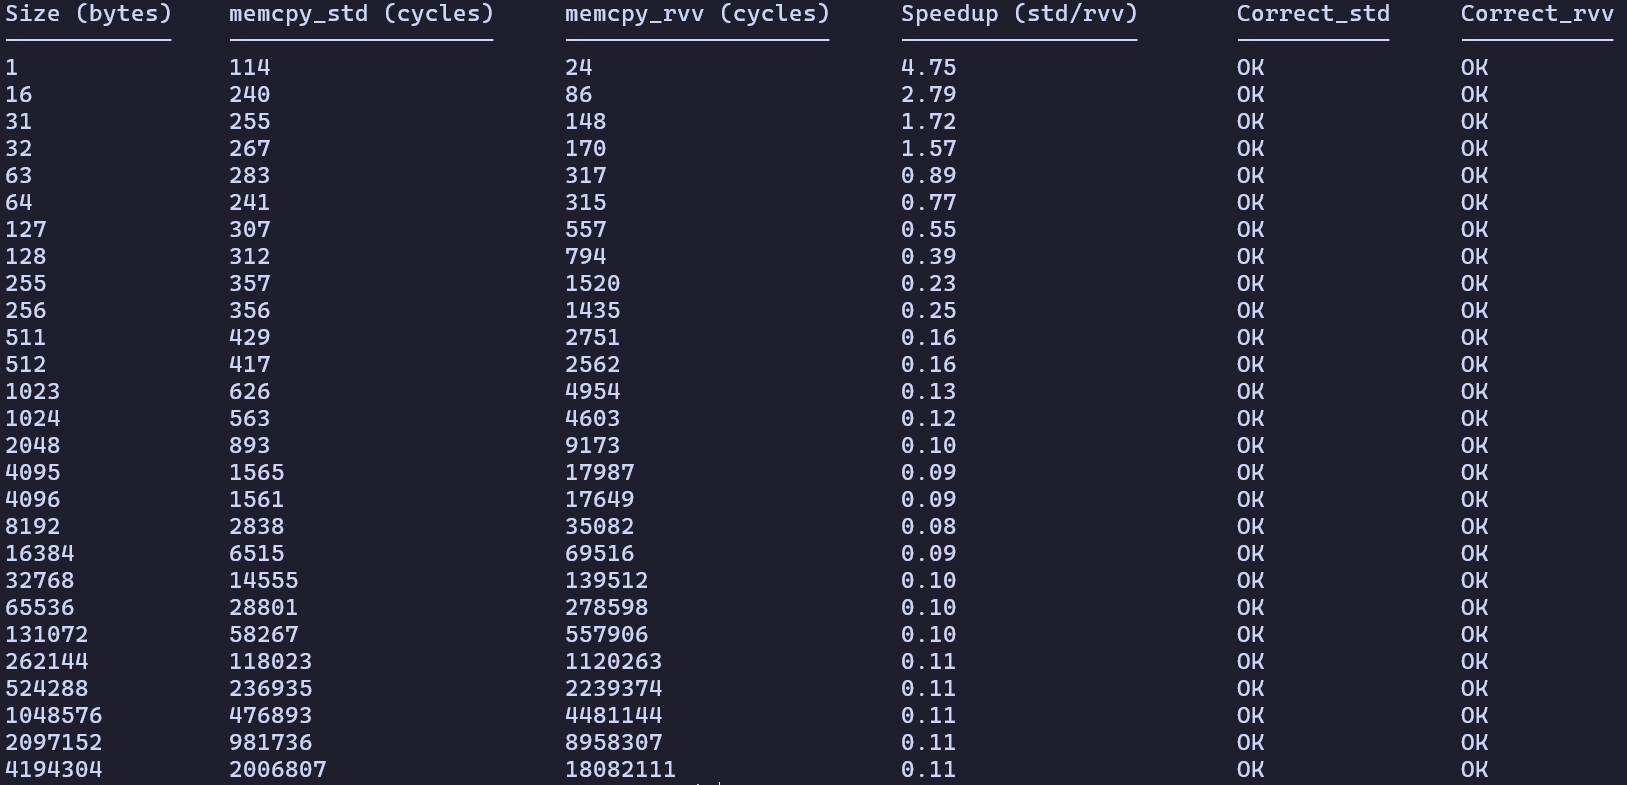 Size (bytes) memcpy_std (cycles) memcpy_rvv (cycles) Speedup (std/rvv) Correct_std Correct_rvv
1 114 24 4.75 OK OK
16 240 86 2.79 OK OK
31 255 148 1.72 OK OK
32 267 170 1.57 OK OK
63 283 317 0.89 OK OK
64 241 315 0.77 OK OK
127 307 557 0.55 OK OK
128 312 794 0.39 OK OK
255 357 1520 0.23 OK OK
256 356 1435 0.25 OK OK
511 429 2751 0.16 OK OK
512 417 2562 0.16 OK OK
1023 626 4954 0.13 OK OK
1024 563 4603 0.12 OK OK
2048 893 9173 0.10 OK OK
4095 1565 17987 0.09 OK OK
4096 1561 17649 0.09 OK OK
8192 2838 35082 0.08 OK OK
16384 6515 69516 0.09 OK OK
32768 14555 139512 0.10 OK OK
65536 28801 278598 0.10 OK OK
131072 58267 557906 0.10 OK OK
262144 118023 1120263 0.11 OK OK
524288 236935 2239374 0.11 OK OK
1048576 476893 4481144 0.11 OK OK
2097152 981736 8958307 0.11 OK OK
4194304 2006807 18082111 0.11 OK OK